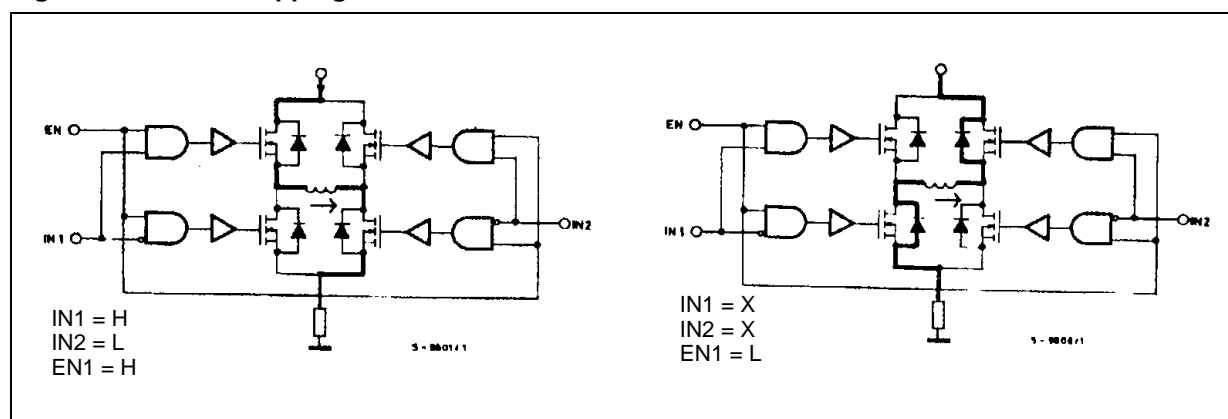 EN
IN1
IN2
IN1 = H
IN2 = L
EN1 = H
EN
IN1
IN2
IN1 = X
IN2 = X
EN1 = L